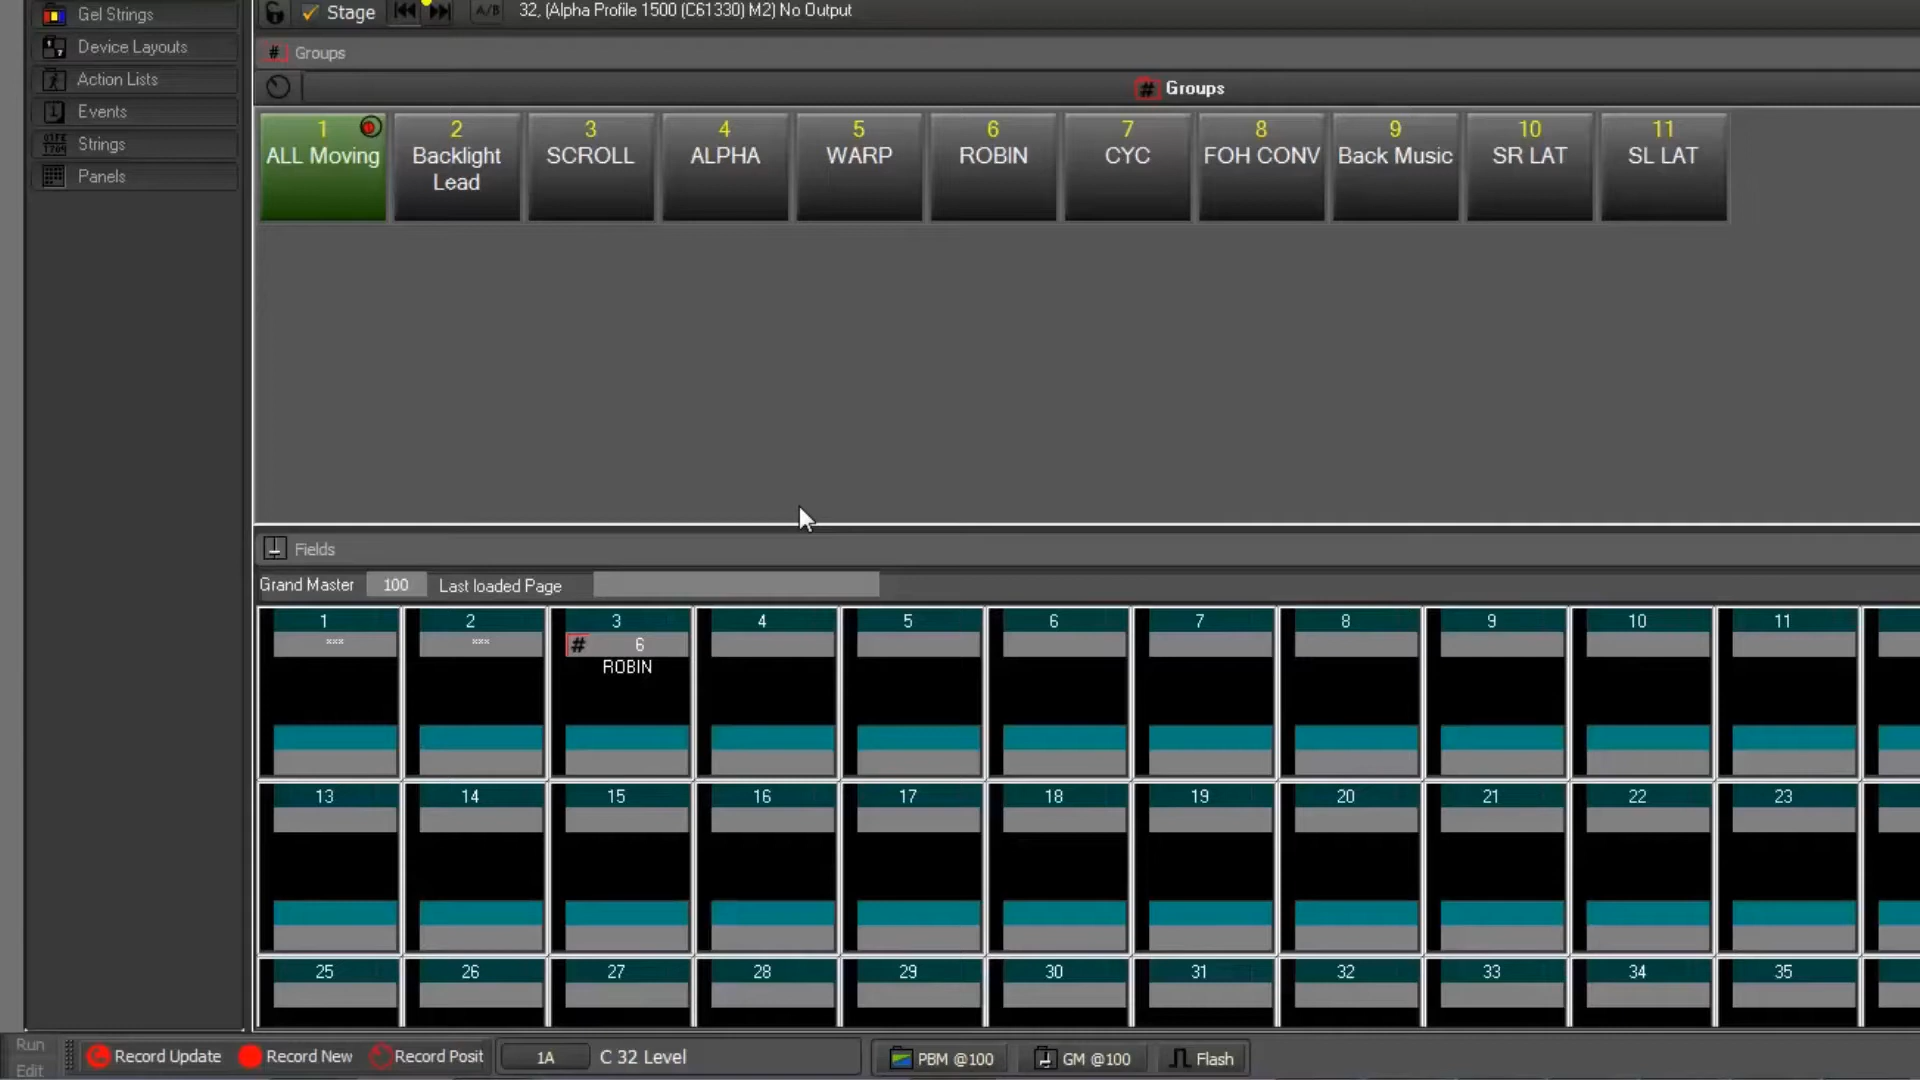 Gel Strings
Device Layouts
Action Lists
Events
Strings
Panels
Stage A/B 32, (Alpha Profile 1500 (C61330) M2) No Output
# Groups
# Groups
1 2 3 4 5 6 7 8 9 10 11
ALL Moving Backlight Lead SCROLL ALPHA WARP ROBIN CYC FOH CONV Back Music SR LAT SL LAT
Fields
Grand Master 100 Last loaded Page
1 2 3 4 5 6 7 8 9 10 11
*** *** # 6
ROBIN
13 14 15 16 17 18 19 20 21 22 23
25 26 27 28 29 30 31 32 33 34 35
Run
Edit
Record Update Record New Record Posit 1A C 32 Level PBM @100 GM @100 Flash